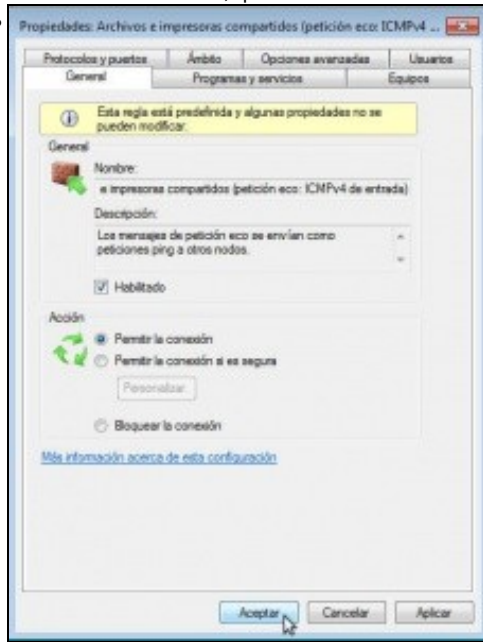 Propiedades: Archivos e impresoras compartidos (petición eco: ICMPv4 ...
Protocolos y puertos Ámbito Opciones avanzadas Usuarios
General Programas y servicios Equipos
Esta regla está predefinida y algunas propiedades no se
pueden modificar.
General
Nombre:
e impresoras compartidos (petición eco: ICMPv4 de entrada)
Descripción:
Los mensajes de petición eco se envían como
peticiones ping a otros nodos.
Habilitado
Acción
Permitir la conexión
Permitir la conexión si es segura
Personalizar...
Bloquear la conexión
Más información acerca de esta configuración
Aceptar Cancelar Aplicar